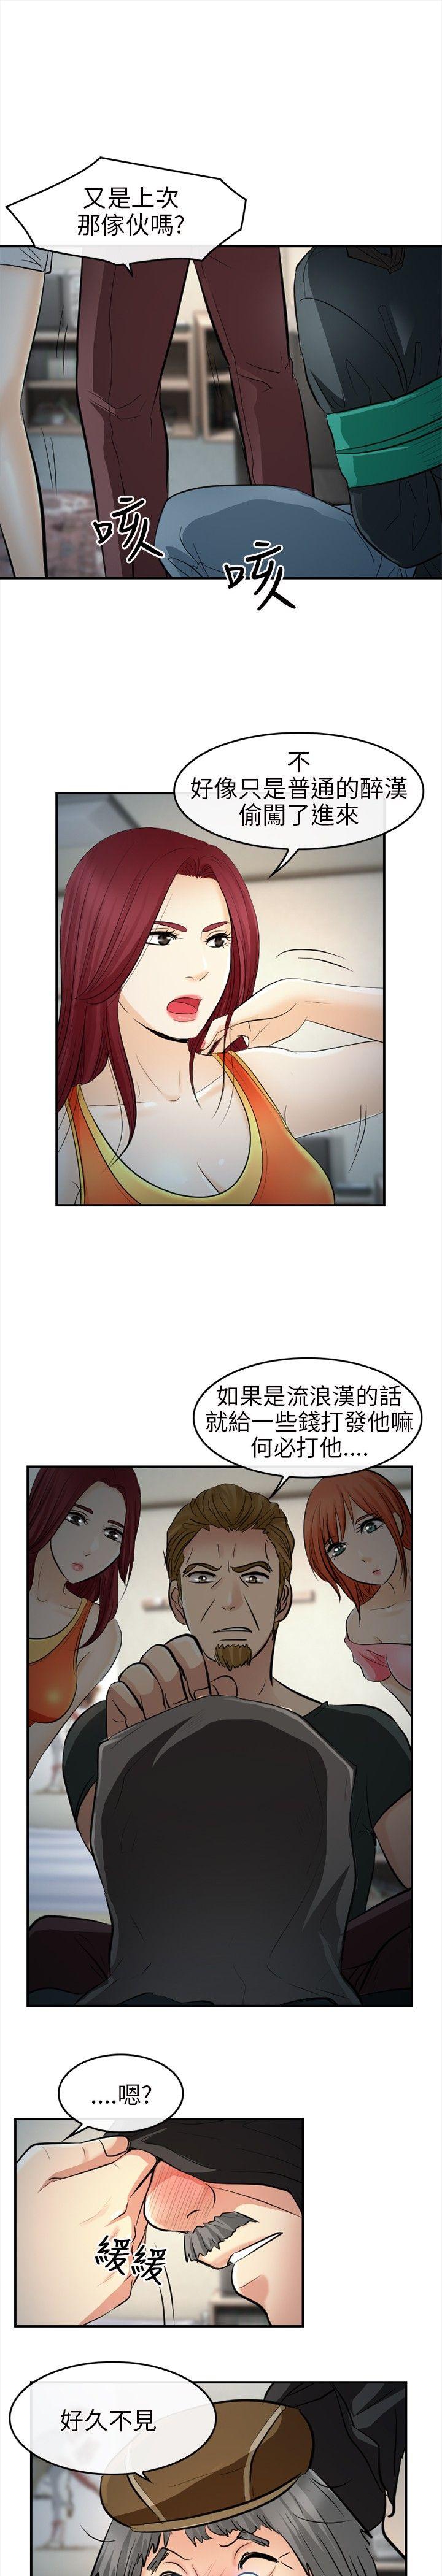 又是上次
那傢伙嗎?
咳
咳
不
好像只是普通的醉漢
偷闖了進來
如果是流浪漢的話
就給一些錢打發他嘛
何必打他....
....嗯?
緩緩
好久不見